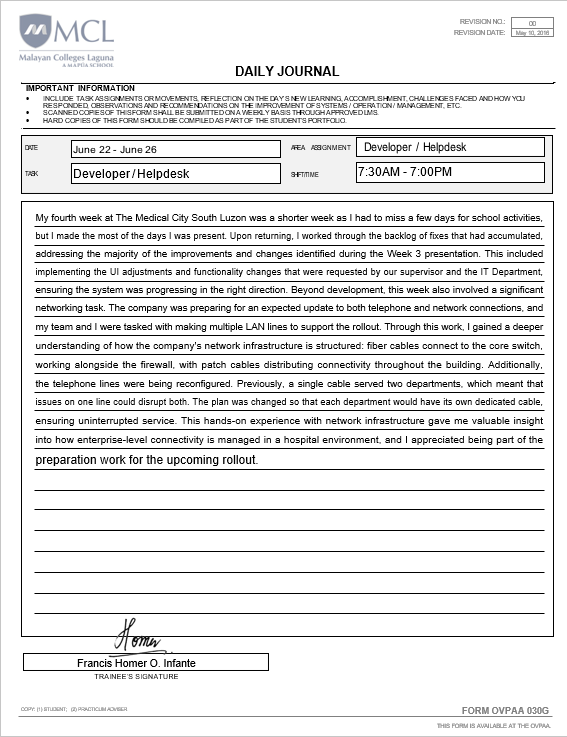 MCL
Malayan Colleges Laguna
A MAPÚA SCHOOL
REVISION NO.: 00
REVISION DATE: May 10, 2016
DAILY JOURNAL
IMPORTANT INFORMATION
• INCLUDE TASK ASSIGNMENTS OR MOVEMENTS, REFLECTION ON THE DAY'S NEW LEARNING, ACCOMPLISHMENT, CHALLENGES FACED AND HOW YOU
RESPONDED, OBSERVATIONS AND RECOMMENDATIONS ON THE IMPROVEMENT OF SYSTEMS / OPERATION / MANAGEMENT, ETC.
• SCANNED COPIES OF THIS FORM SHALL BE SUBMITTED ON A WEEKLY BASIS THROUGH APPROVED LMS.
• HARD COPIES OF THIS FORM SHOULD BE COMPILED AS PART OF THE STUDENT'S PORTFOLIO.
DATE June 22 - June 26 AREA ASSIGNMENT Developer / Helpdesk
TASK Developer / Helpdesk SHIFT/TIME 7:30AM - 7:00PM
My fourth week at The Medical City South Luzon was a shorter week as I had to miss a few days for school activities,
but I made the most of the days I was present. Upon returning, I worked through the backlog of fixes that had accumulated,
addressing the majority of the improvements and changes identified during the Week 3 presentation. This included
implementing the UI adjustments and functionality changes that were requested by our supervisor and the IT Department,
ensuring the system was progressing in the right direction. Beyond development, this week also involved a significant
networking task. The company was preparing for an expected update to both telephone and network connections, and
my team and I were tasked with making multiple LAN lines to support the rollout. Through this work, I gained a deeper
understanding of how the company's network infrastructure is structured: fiber cables connect to the core switch,
working alongside the firewall, with patch cables distributing connectivity throughout the building. Additionally,
the telephone lines were being reconfigured. Previously, a single cable served two departments, which meant that
issues on one line could disrupt both. The plan was changed so that each department would have its own dedicated cable,
ensuring uninterrupted service. This hands-on experience with network infrastructure gave me valuable insight
into how enterprise-level connectivity is managed in a hospital environment, and I appreciated being part of the
preparation work for the upcoming rollout.
Homer
Francis Homer O. Infante
TRAINEE'S SIGNATURE
COPY: (1) STUDENT; (2) PRACTICUM ADVISER
FORM OVPAA 030G
THIS FORM IS AVAILABLE AT THE OVPAA.